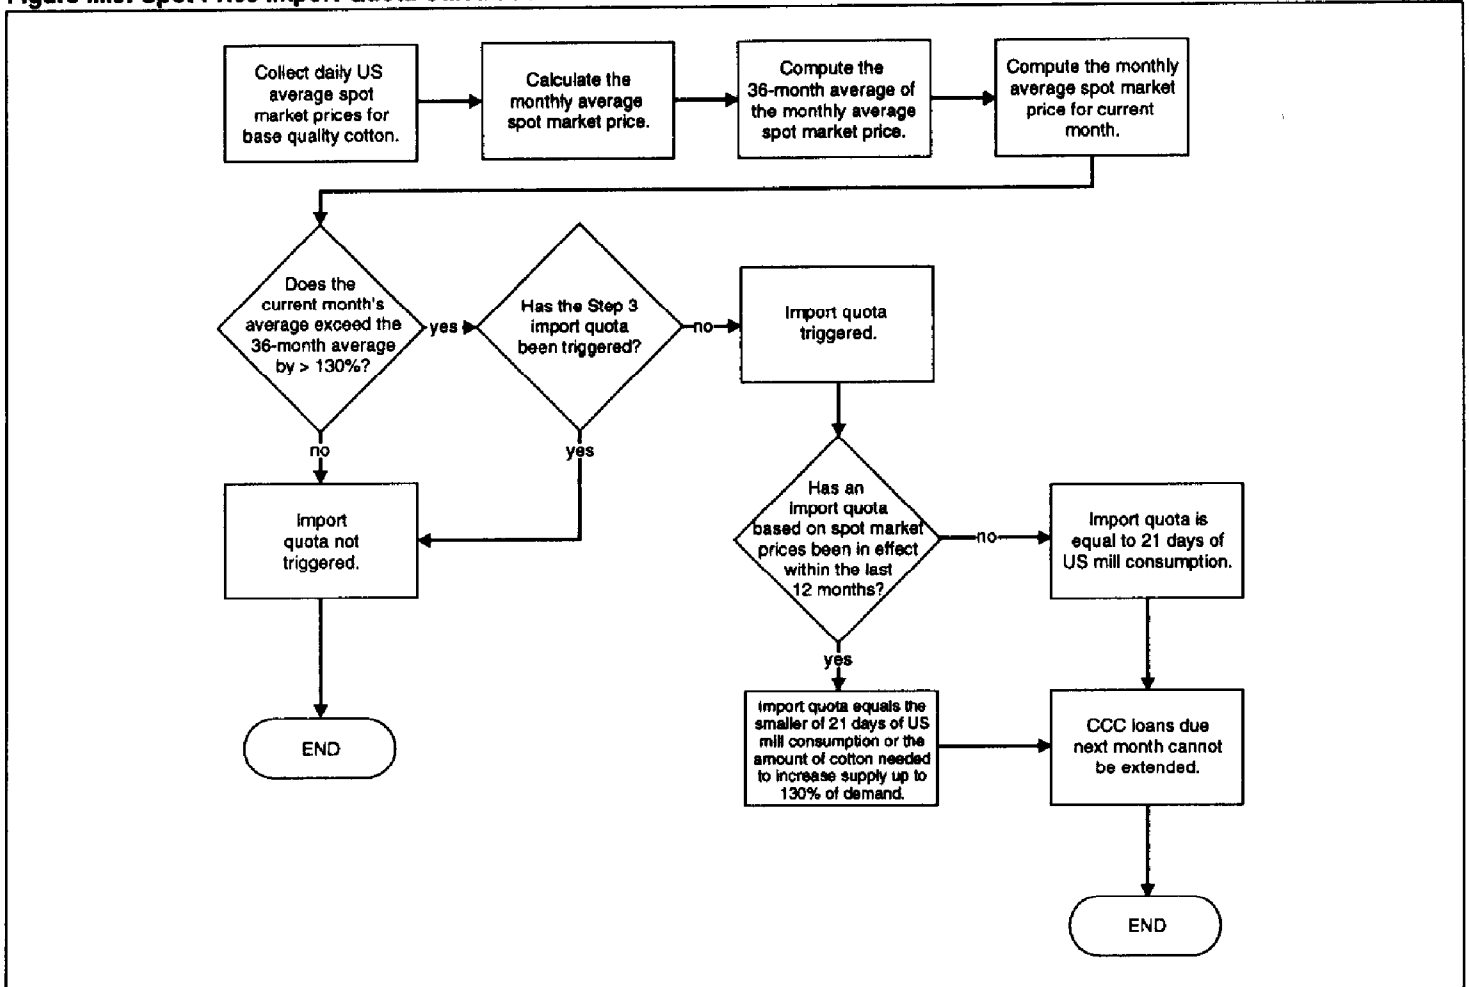 Collect daily US
average spot
market prices for
base quality cotton.
Calculate the
monthly average
spot market price.
Compute the
36-month average of
the monthly average
spot market price.
Compute the monthly
average spot market
price for current
month.
Does the
current month's
average exceed the
36-month average
by > 130%?
yes
Has the Step 3
import quota
been triggered?
no
Import quota
triggered.
no
yes
Import
quota not
triggered.
Has an
import quota
based on spot market
prices been in effect
within the last
12 months?
no
Import quota is
equal to 21 days of
US mill consumption.
yes
Import quota equals the
smaller of 21 days of US
mill consumption or the
amount of cotton needed
to increase supply up to
130% of demand.
CCC loans due
next month cannot
be extended.
END
END